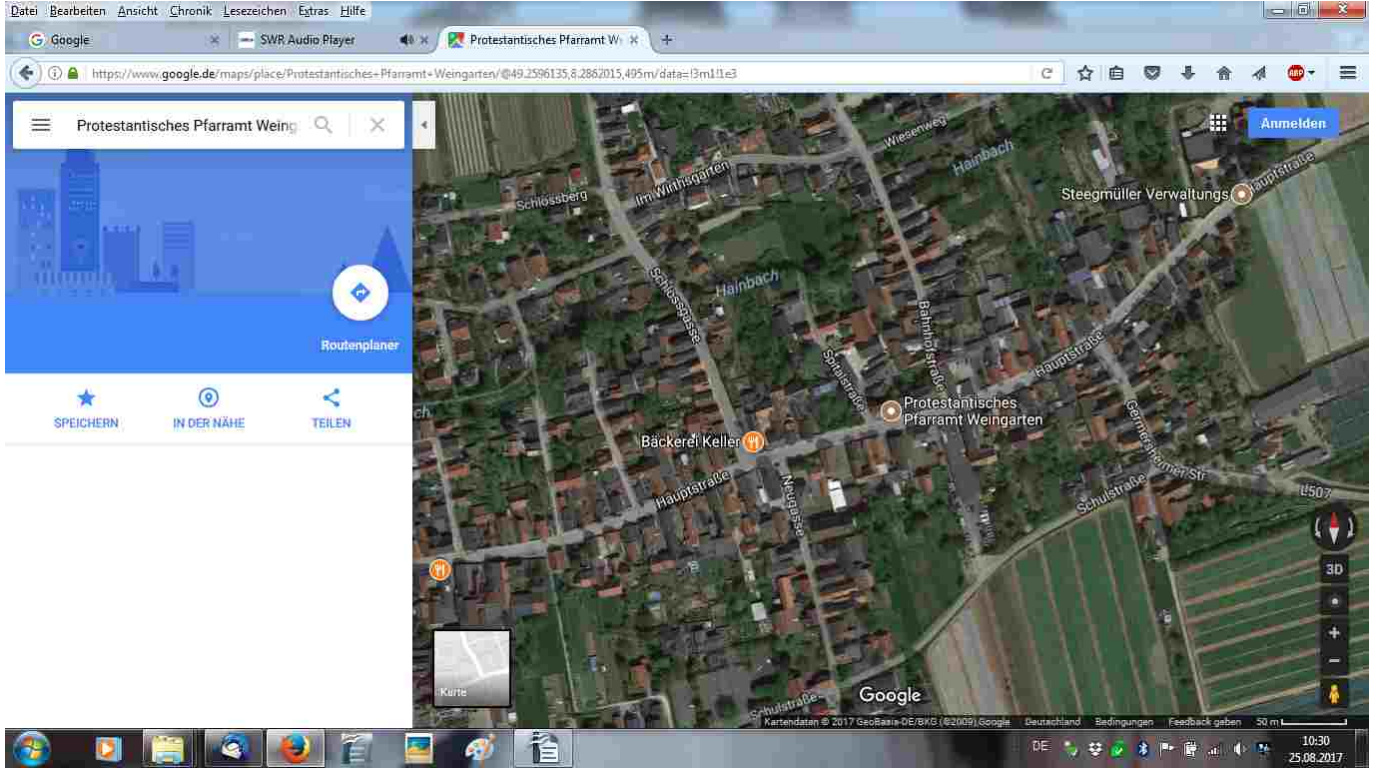 Datei Bearbeiten Ansicht Chronik Lesezeichen Extras Hilfe
Google
SWR Audio Player
Protestantisches Pfarramt W
https://www.google.de/maps/place/Protestantisches+Pfarramt+Weingarten/@49.2596135,8.2862015,495m/data=!3m1!1e3
ABP
Protestantisches Pfarramt Weing
Anmelden
Routenplaner
SPEICHERN
IN DER NÄHE
TEILEN
Wiesenweg
Hainbach
Hauptstraße
Steegmüller Verwaltungs
Im Wirthsgarten
Schlossberg
Schlossgasse
Hainbach
Bahnhofstraße
Spitalstraße
Hauptstraße
Protestantisches
Pfarramt Weingarten
Bäckerei Keller
Germersheimer Str
Hauptstraße
Neugasse
Schulstraße
L507
3D
Karte
Schulstraße
Google
Kartendaten © 2017 GeoBasis-DE/BKG (©2009),Google Deutschland Bedingungen Feedback geben 50 m
DE
10:30
25.08.2017